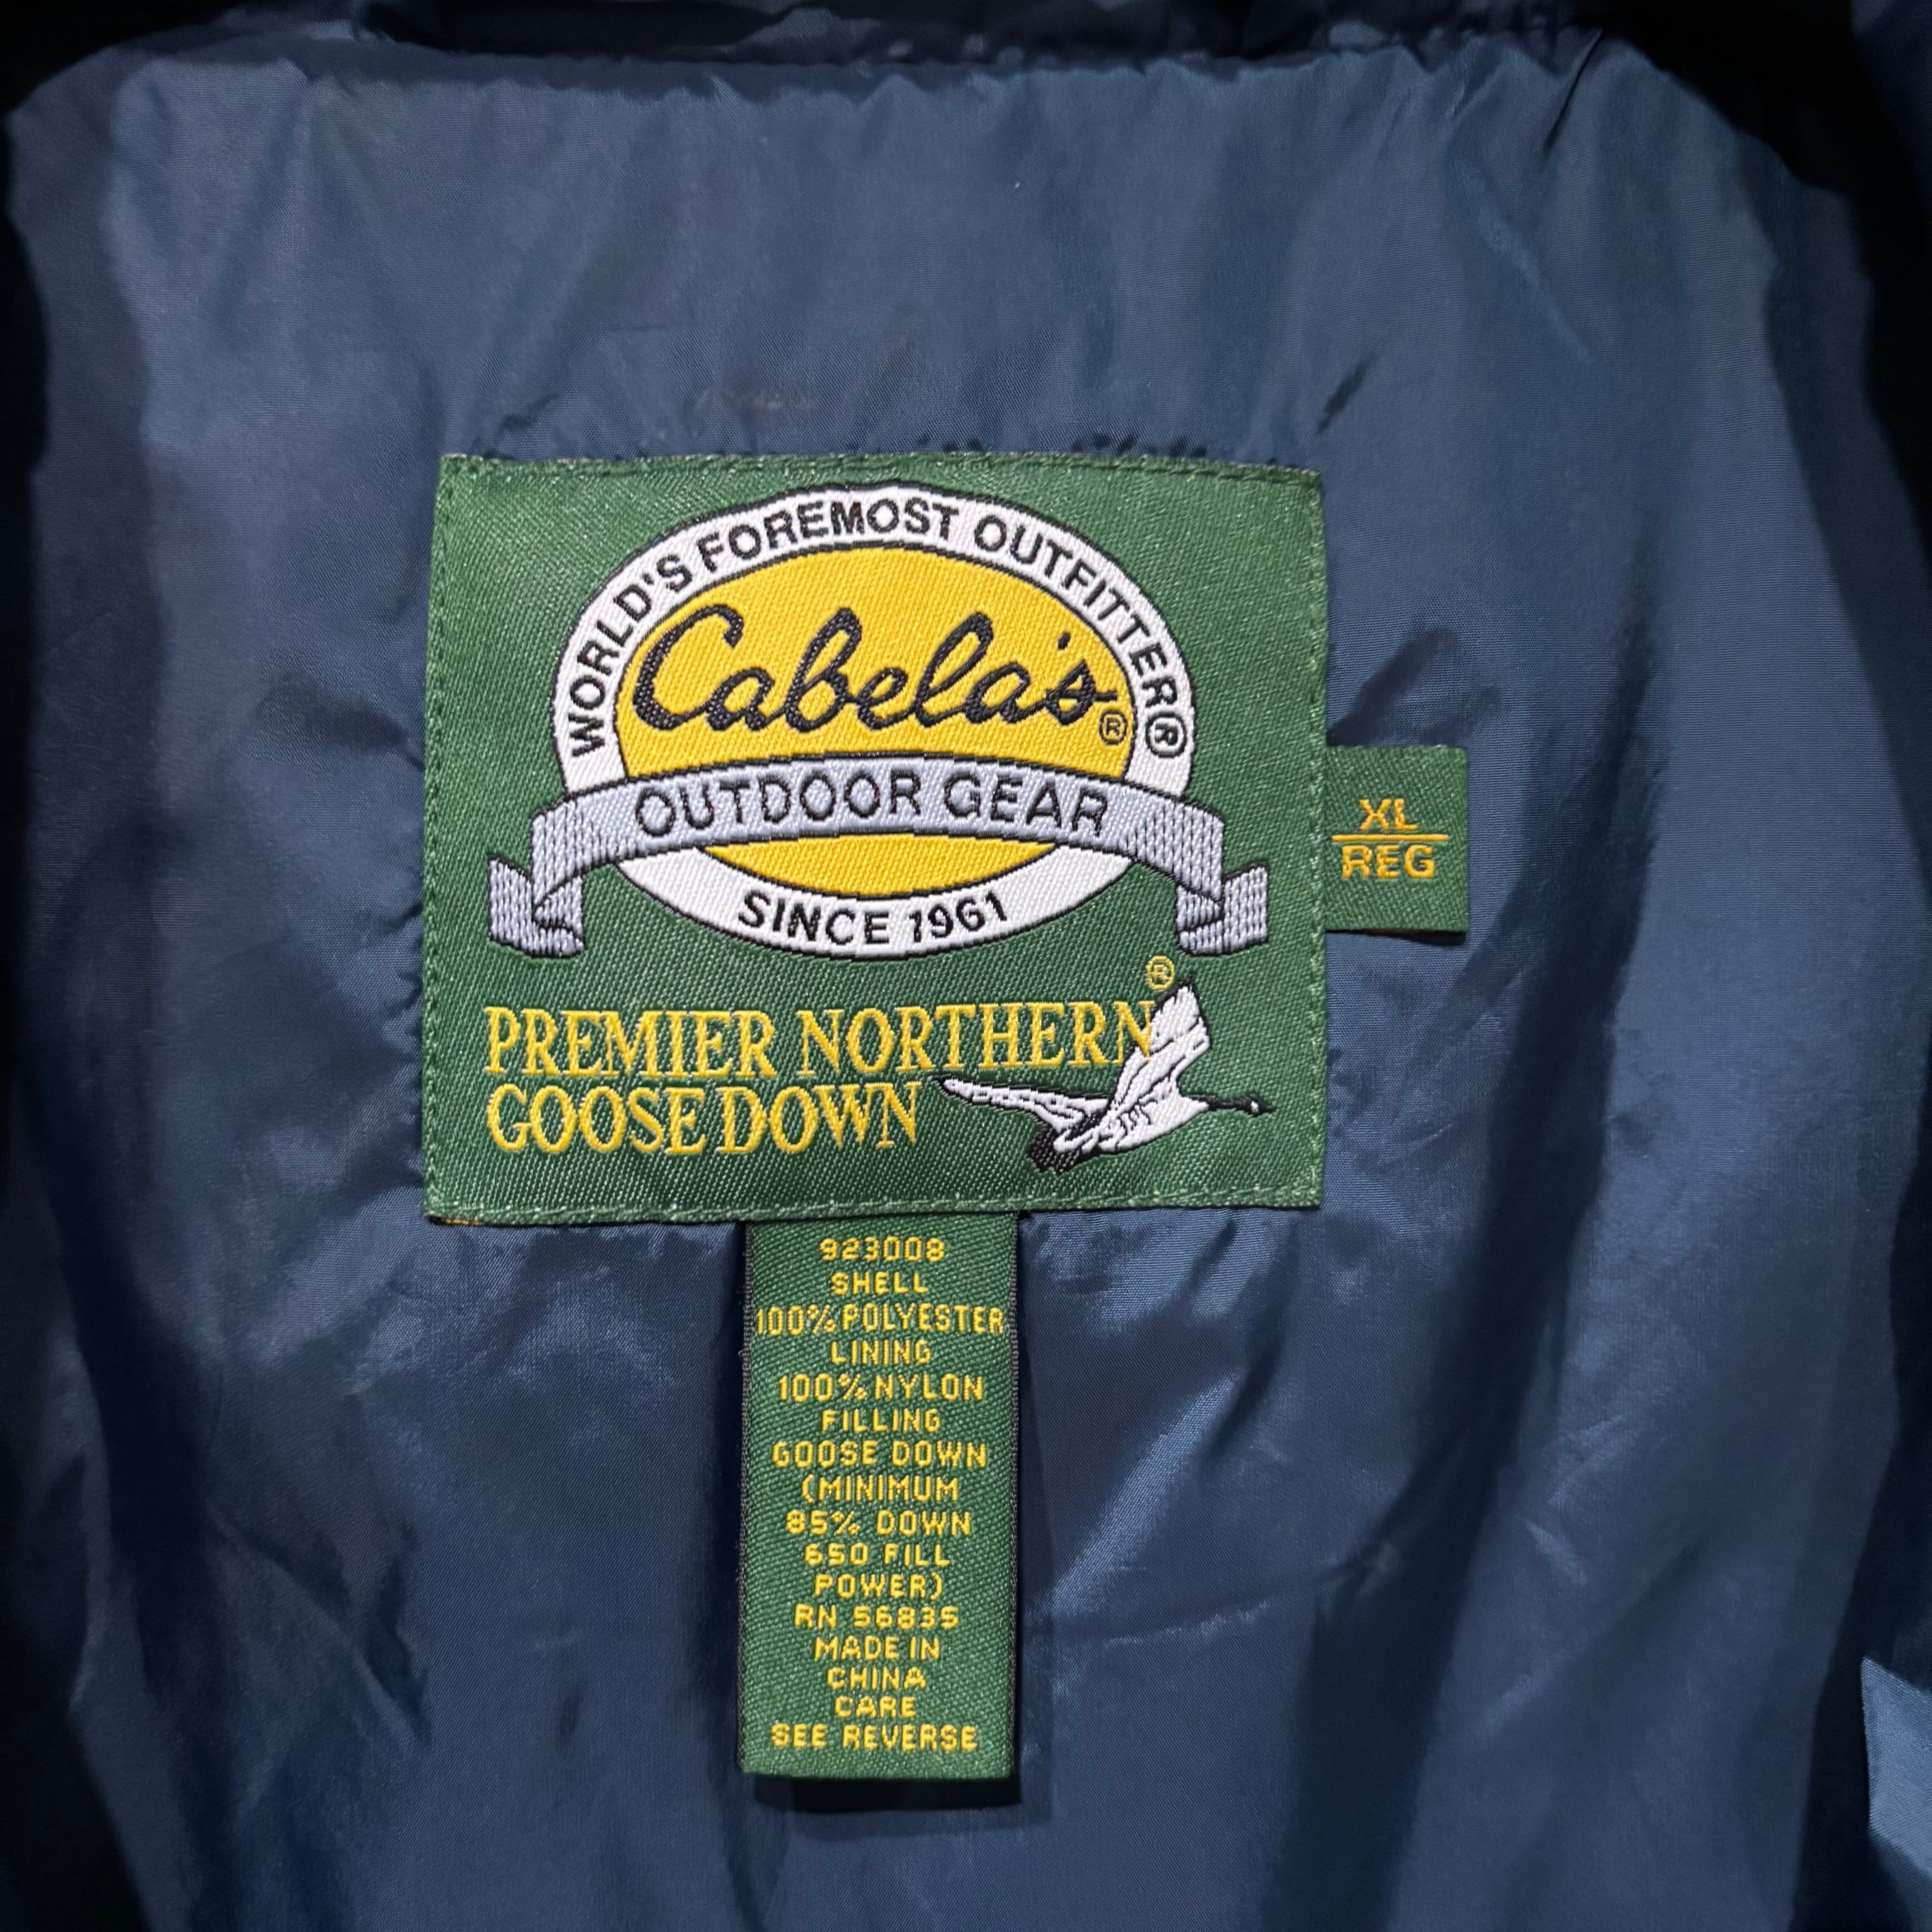 WORLD'S FOREMOST OUTFITTER®
Cabela's®
OUTDOOR GEAR
SINCE 1961
PREMIER NORTHERN®
GOOSE DOWN
XL
REG
923008
SHELL
100% POLYESTER
LINING
100% NYLON
FILLING
GOOSE DOWN
(MINIMUM
85% DOWN
650 FILL
POWER)
RN 56835
MADE IN
CHINA
CARE
SEE REVERSE